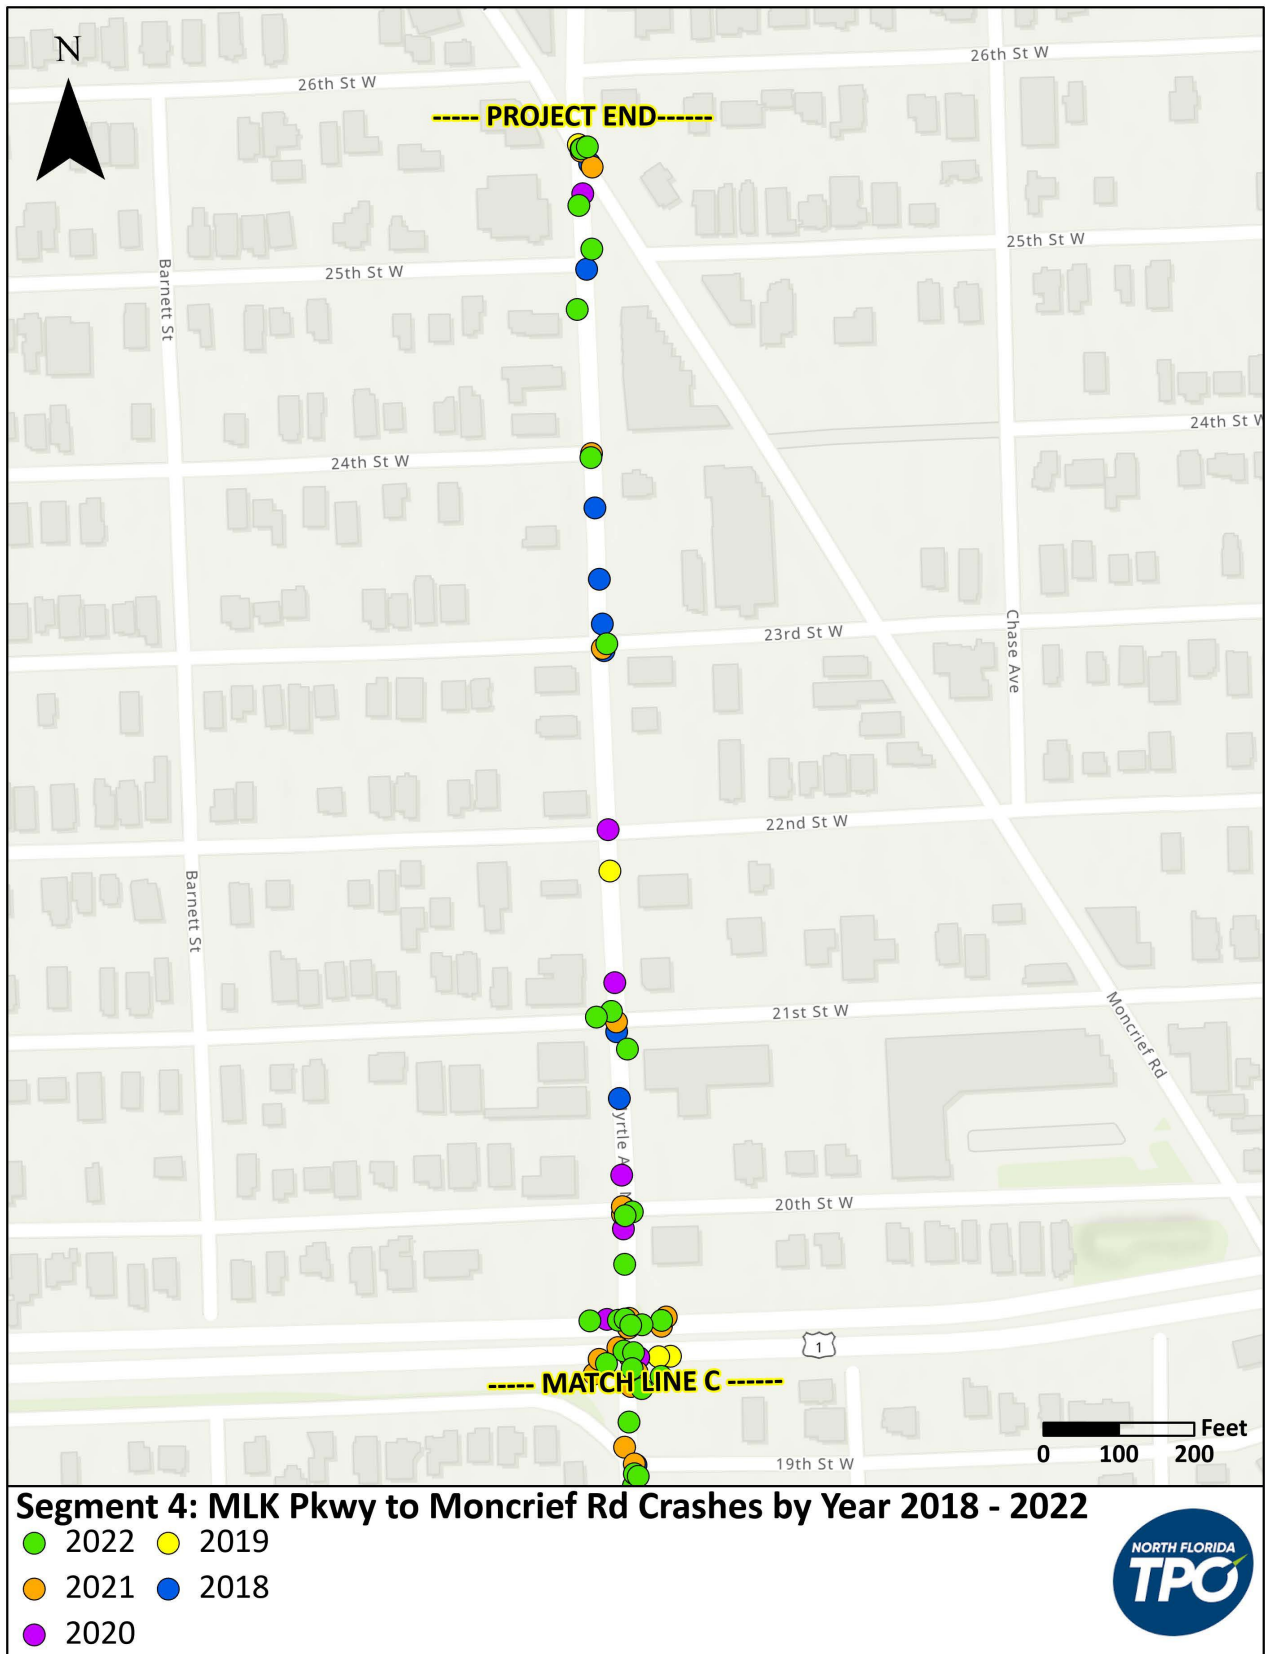 N
26th St W
26th St W
----- PROJECT END------
25th St W
25th St W
Barnett St
24th St W
24th St W
23rd St W
Chase Ave
22nd St W
Barnett St
21st St W
Moncrief Rd
20th St W
1
----- MATCH LINE C ------
Feet
0 100 200
19th St W
Segment 4: MLK Pkwy to Moncrief Rd Crashes by Year 2018 - 2022
2022 2019
2021 2018
2020
NORTH FLORIDA
TPO